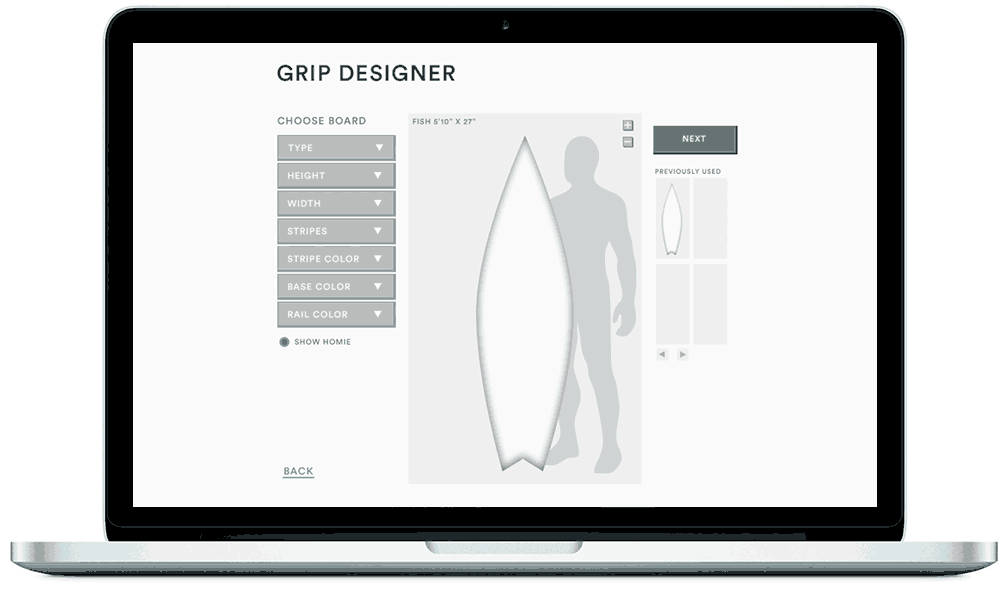 GRIP DESIGNER
CHOOSE BOARD
TYPE
HEIGHT
WIDTH
STRIPES
STRIPE COLOR
BASE COLOR
RAIL COLOR
SHOW HOMIE
BACK
FISH 5'10" X 27"
NEXT
PREVIOUSLY USED